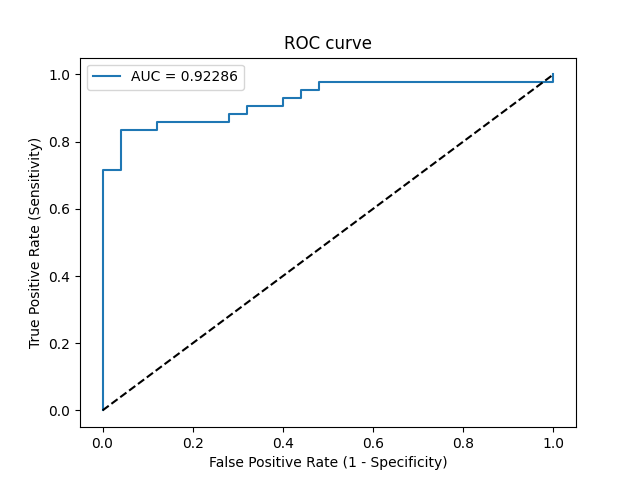 ROC curve
AUC = 0.92286
1.0
0.8
0.6
0.4
0.2
0.0
True Positive Rate (Sensitivity)
0.0 0.2 0.4 0.6 0.8 1.0
False Positive Rate (1 - Specificity)